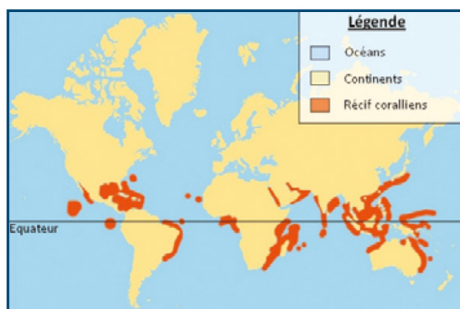 Légende
Océans
Continents
Récif coralliens
Equateur